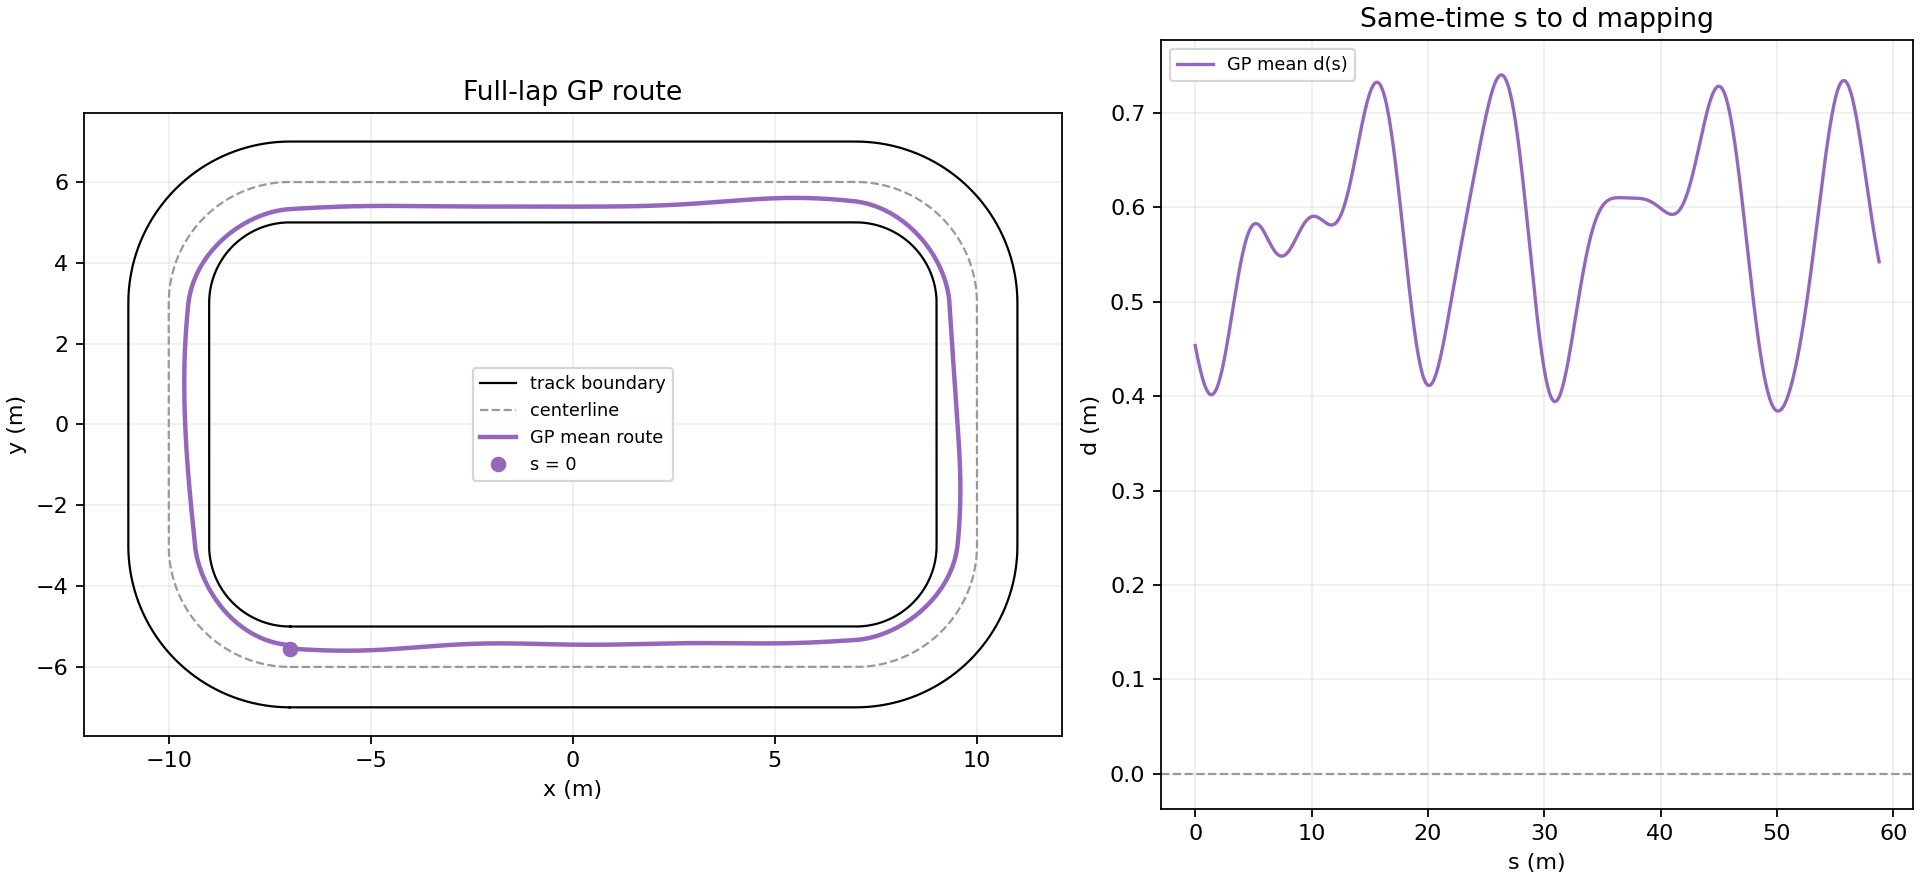 Full-lap GP route
y (m)
6
4
2
0
−2
−4
−6
track boundary
centerline
GP mean route
s = 0
−10
−5
0
5
10
x (m)
Same-time s to d mapping
GP mean d(s)
d (m)
0.7
0.6
0.5
0.4
0.3
0.2
0.1
0.0
0
10
20
30
40
50
60
s (m)